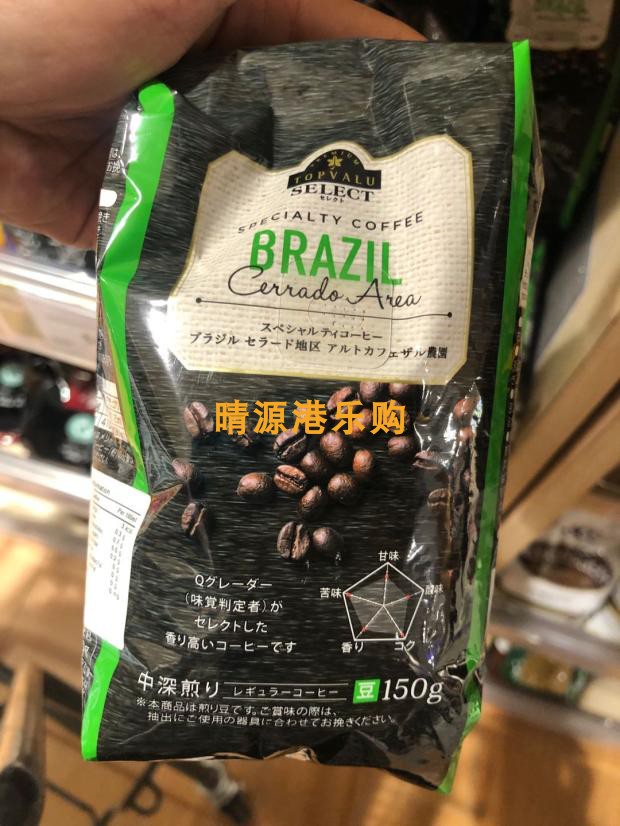 PREMIUM
TOPVALU
SELECT
セレクト
SPECIALTY COFFEE
BRAZIL
Cerrado Area
スペシャルティコーヒー
ブラジル セラード地区 アルトカフェザル農園
晴源港乐购
Qグレーダー
(味覚判定者)が
セレクトした
香り高いコーヒーです
甘味
苦味
酸味
香り
コク
中深煎り レギュラーコーヒー 豆 150g
※本商品は煎り豆です。ご賞味の際は、
抽出にご使用の器具に合わせてお挽きください。
Per 100ml